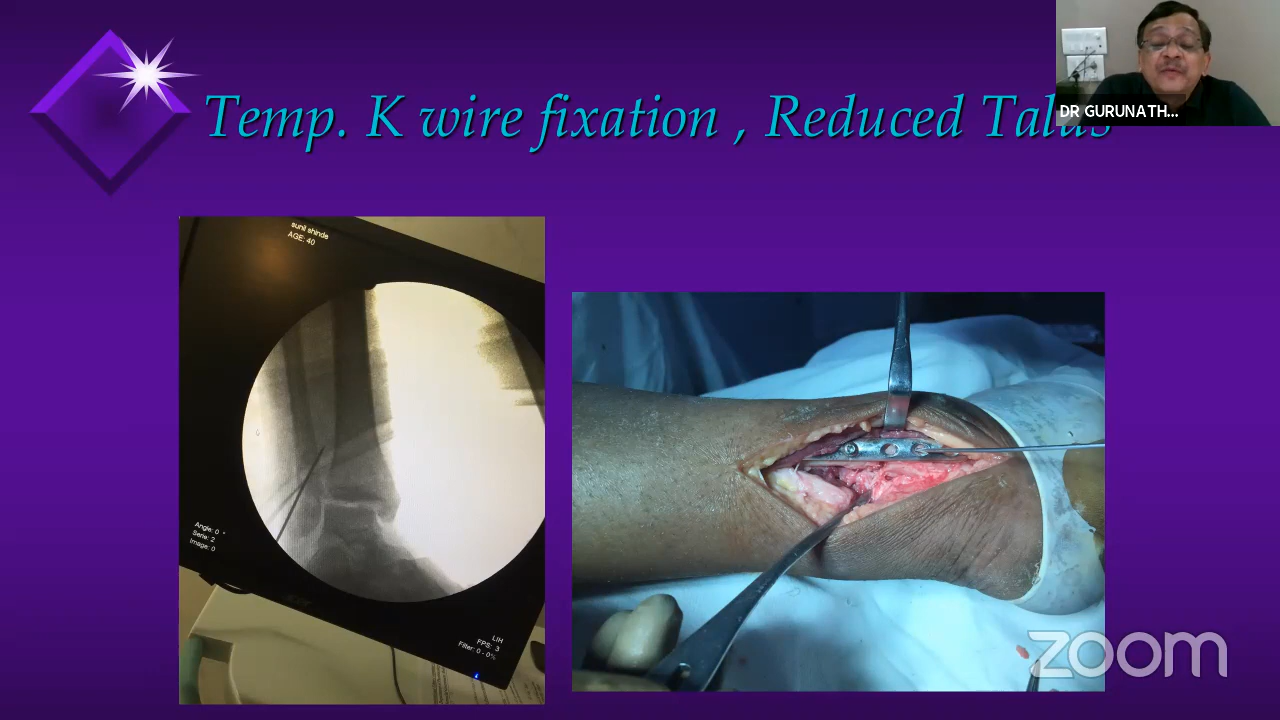 Temp. K wire fixation , Reduced Talus
DR GURUNATH...
sunil shinde
AGE: 40
Angle: 0 °
Serie: 2
Image: 0
LIH
FPS: 3
Filter: 0 - 0%
zoom